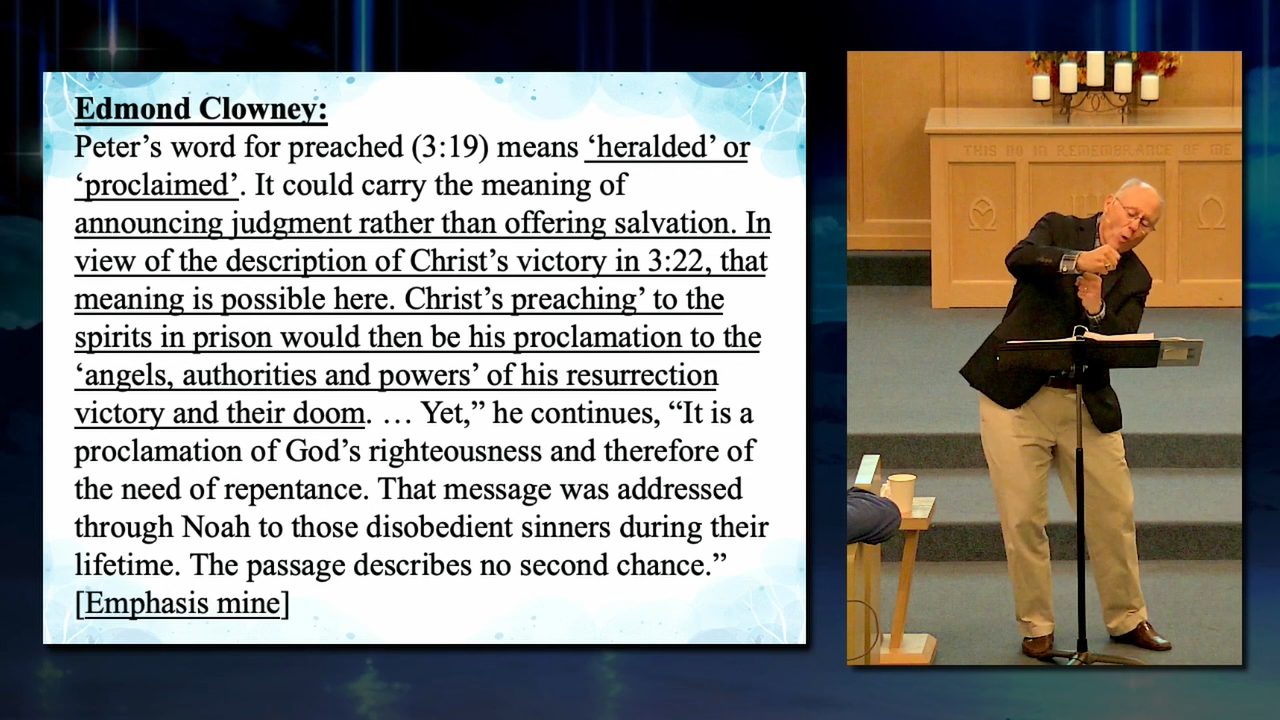 Edmond Clowney:
Peter’s word for preached (3:19) means ‘heralded’ or
‘proclaimed’. It could carry the meaning of
announcing judgment rather than offering salvation. In
view of the description of Christ’s victory in 3:22, that
meaning is possible here. Christ’s preaching’ to the
spirits in prison would then be his proclamation to the
‘angels, authorities and powers’ of his resurrection
victory and their doom. … Yet,” he continues, “It is a
proclamation of God’s righteousness and therefore of
the need of repentance. That message was addressed
through Noah to those disobedient sinners during their
lifetime. The passage describes no second chance.”
[Emphasis mine]
THIS DO IN REMEMBRANCE OF ME